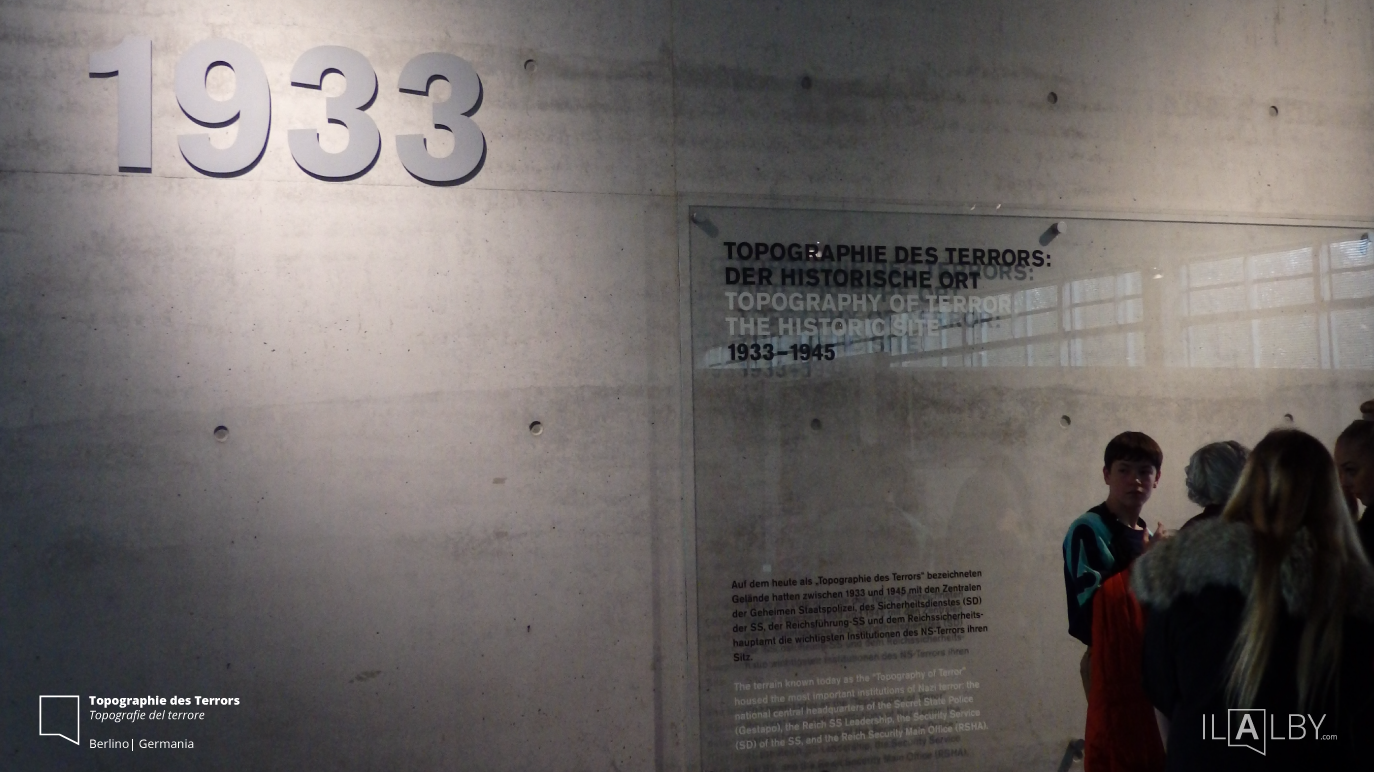 1933
TOPOGRAPHIE DES TERRORS:
DER HISTORISCHE ORT
TOPOGRAPHY OF TERROR:
THE HISTORIC SITE
1933–1945
Auf dem heute als „Topographie des Terrors“ bezeichneten
Gelände hatten zwischen 1933 und 1945 mit den Zentralen
der Geheimen Staatspolizei, des Sicherheitsdienstes (SD)
der SS, der Reichsführung-SS und dem Reichssicherheits-
hauptamt die wichtigsten Institutionen des NS-Terrors ihren
Sitz.
The terrain known today as the "Topography of Terror"
housed the most important institutions of Nazi terror: the
national central headquarters of the Secret State Police
(Gestapo), the Reich SS Leadership, the Security Service
(SD) of the SS, and the Reich Security Main Office (RSHA).
Topographie des Terrors
Topografie del terrore
Berlino| Germania
ILALBY.com